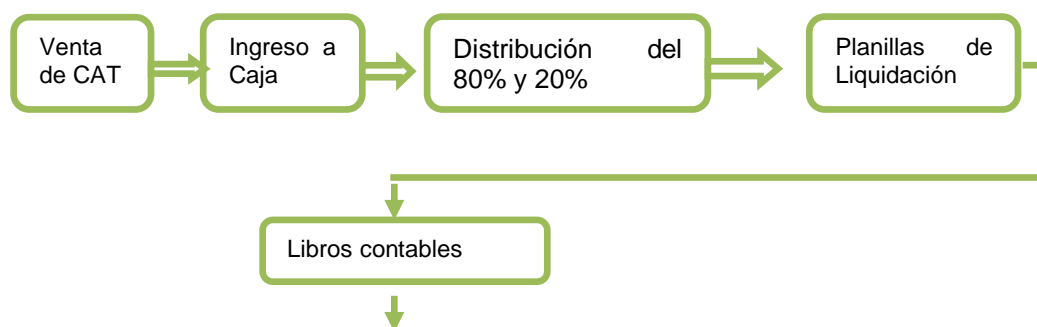 Venta
de CAT
Ingreso a
Caja
Distribución del
80% y 20%
Planillas de
Liquidación
Libros contables